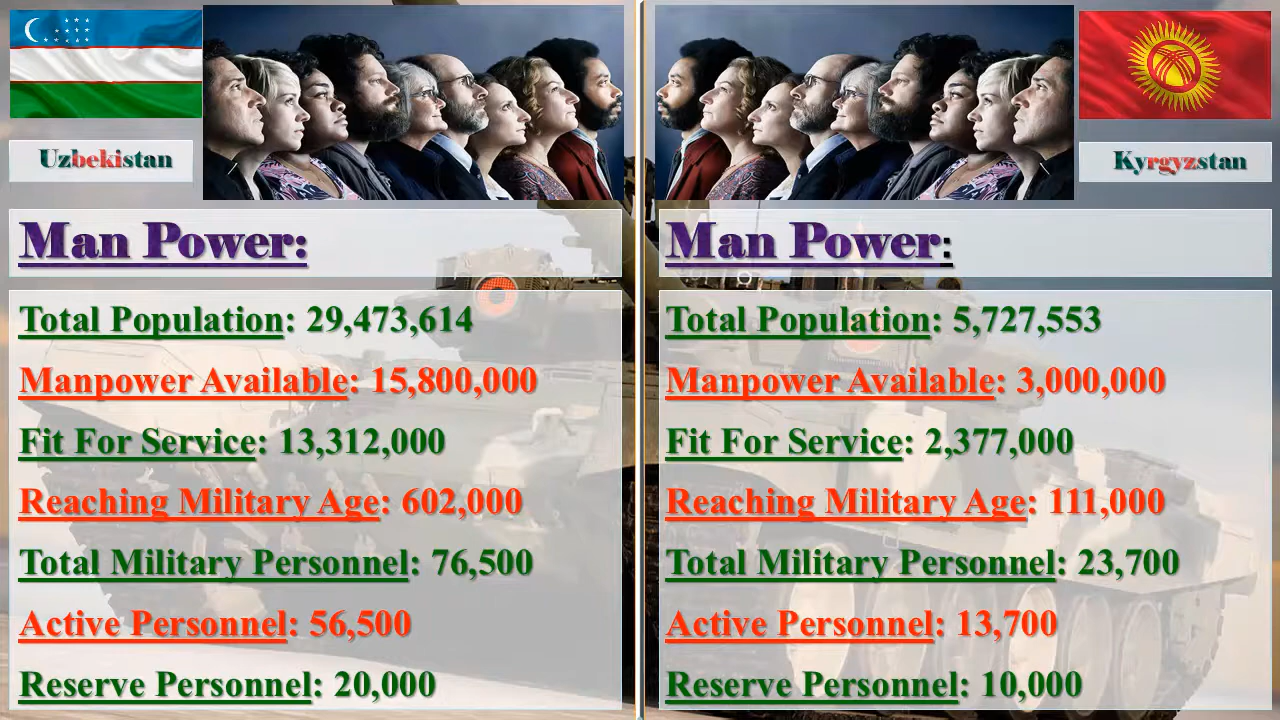 Uzbekistan
Man Power:
Total Population: 29,473,614
Manpower Available: 15,800,000
Fit For Service: 13,312,000
Reaching Military Age: 602,000
Total Military Personnel: 76,500
Active Personnel: 56,500
Reserve Personnel: 20,000
Kyrgyzstan
Man Power:
Total Population: 5,727,553
Manpower Available: 3,000,000
Fit For Service: 2,377,000
Reaching Military Age: 111,000
Total Military Personnel: 23,700
Active Personnel: 13,700
Reserve Personnel: 10,000